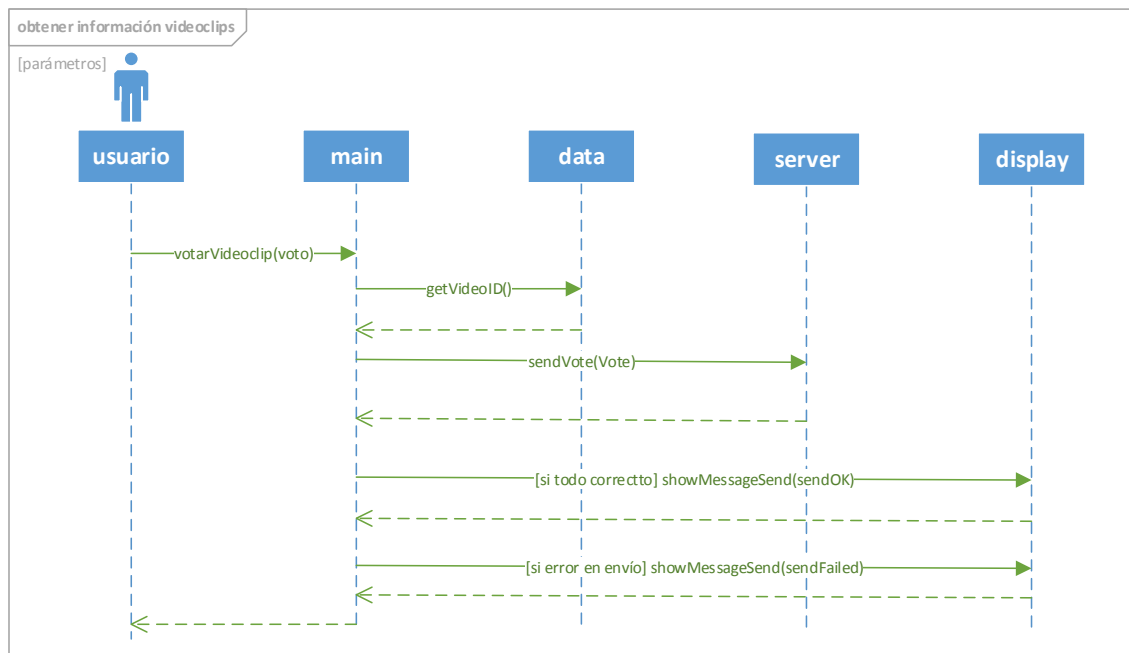 obtener información videoclips
[parámetros]
usuario
main
data
server
display
votarVideoclip(voto)
getVideoID()
sendVote(Vote)
[si todo correctto] showMessageSend(sendOK)
[si error en envío] showMessageSend(sendFailed)